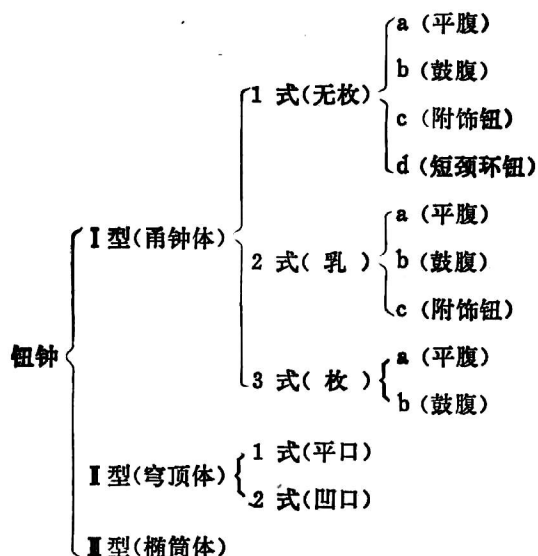 a (平腹)
b (鼓腹)
1 式(无枚)
c (附饰钮)
d (短颈环钮)
a (平腹)
Ⅰ型(甬钟体)
2 式( 乳 )
b (鼓腹)
c (附饰钮)
钮钟
a (平腹)
3 式( 枚 )
b (鼓腹)
1 式(平口)
Ⅱ型(穹顶体)
2 式(凹口)
Ⅲ型(椭筒体)